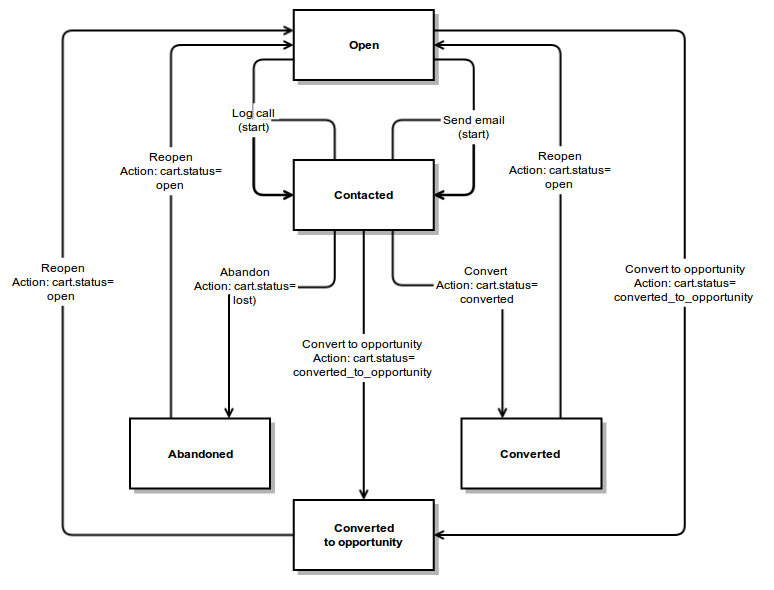 Open
Log call
(start)
Send email
(start)
Reopen
Action: cart.status=
open
Reopen
Action: cart.status=
open
Contacted
Reopen
Action: cart.status=
open
Abandon
Action: cart.status=
lost)
Convert
Action: cart.status=
converted
Convert to opportunity
Action: cart.status=
converted_to_opportunity
Convert to opportunity
Action: cart.status=
converted_to_opportunity
Abandoned
Converted
Converted
to opportunity